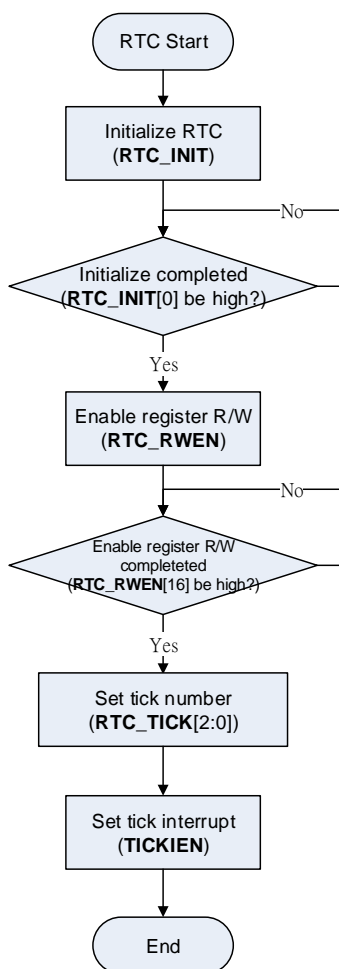 RTC Start
Initialize RTC
(RTC_INIT)
No
Initialize completed
(RTC_INIT[0] be high?)
Yes
Enable register R/W
(RTC_RWEN)
No
Enable register R/W
completeted
(RTC_RWEN[16] be high?)
Yes
Set tick number
(RTC_TICK[2:0])
Set tick interrupt
(TICKIEN)
End